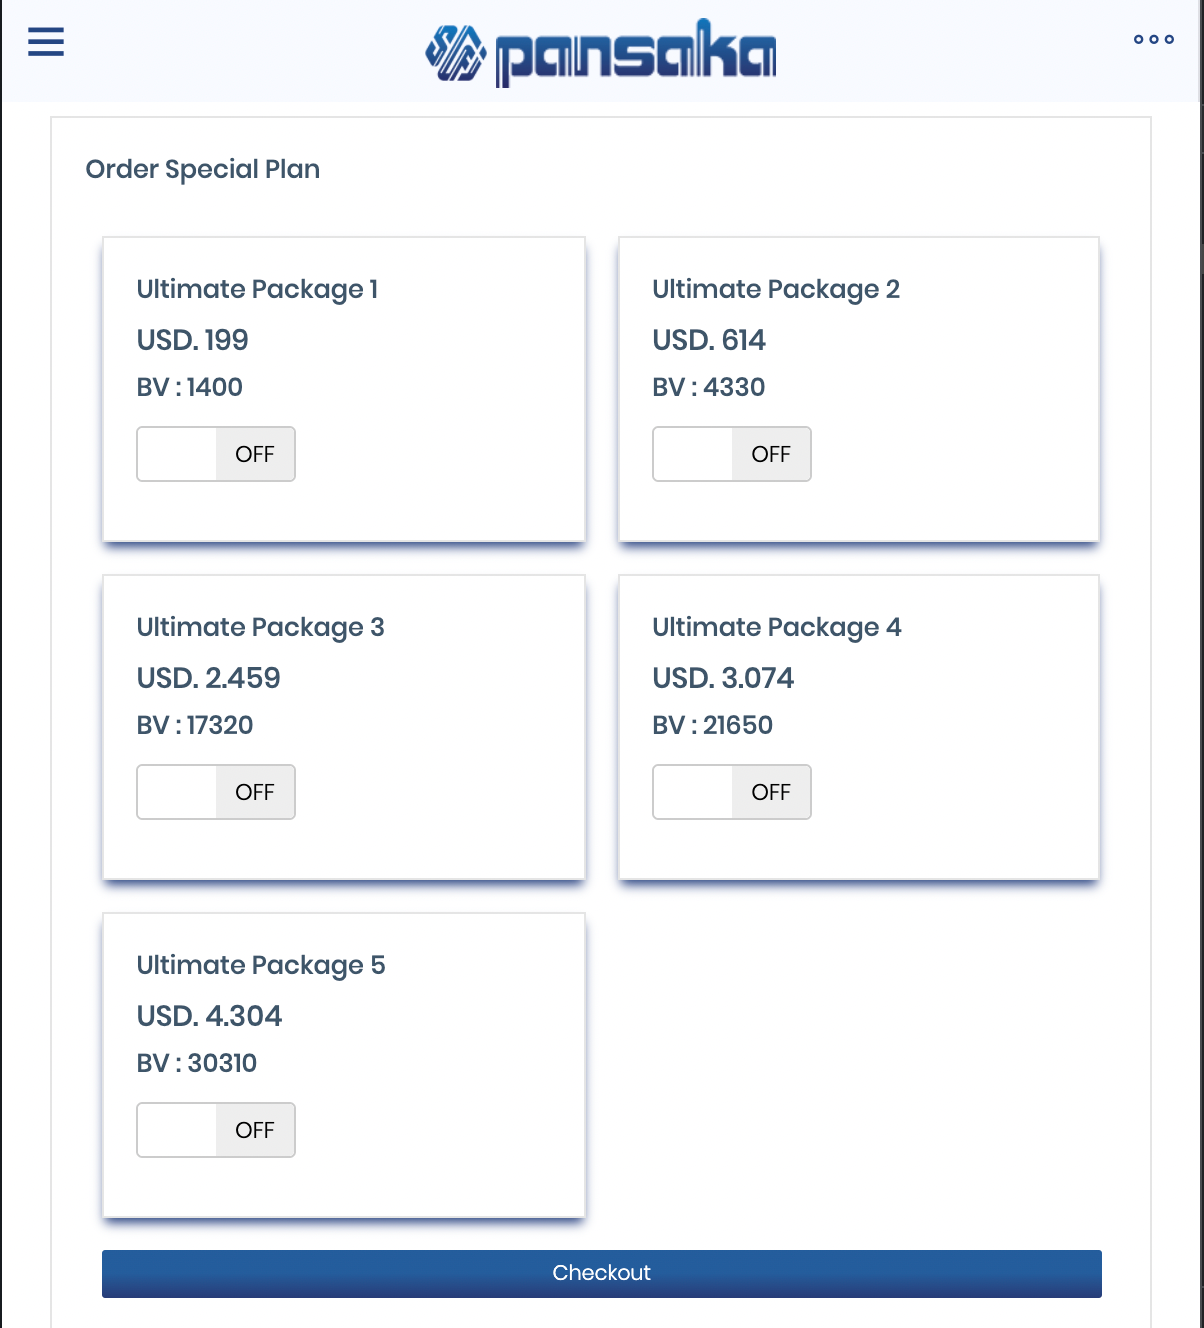 pansaka
Order Special Plan
Ultimate Package 1
USD. 199
BV : 1400
OFF
Ultimate Package 2
USD. 614
BV : 4330
OFF
Ultimate Package 3
USD. 2.459
BV : 17320
OFF
Ultimate Package 4
USD. 3.074
BV : 21650
OFF
Ultimate Package 5
USD. 4.304
BV : 30310
OFF
Checkout